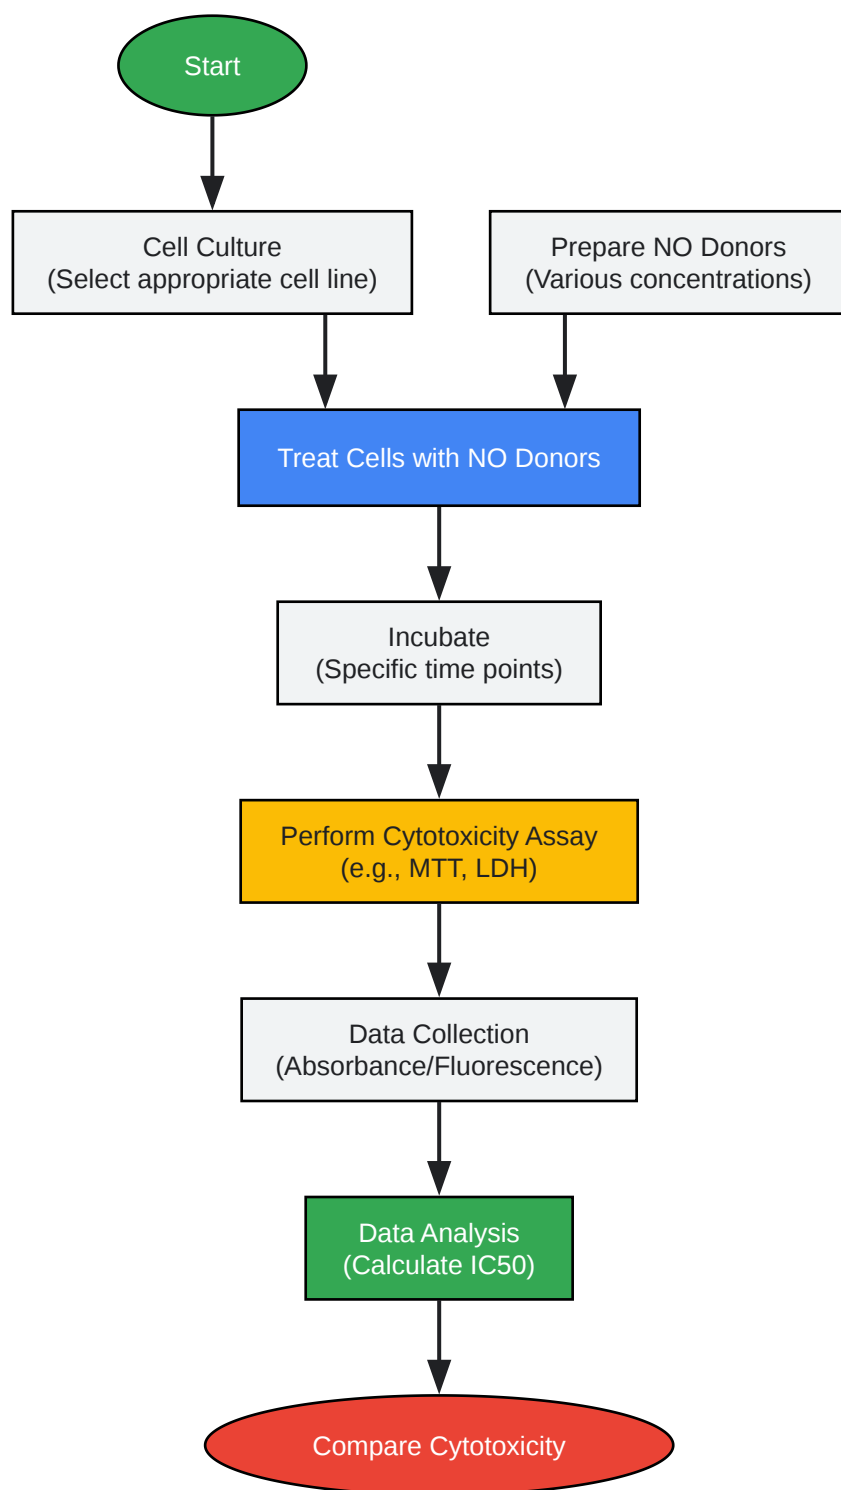 Start
Cell Culture
(Select appropriate cell line)
Prepare NO Donors
(Various concentrations)
Treat Cells with NO Donors
Incubate
(Specific time points)
Perform Cytotoxicity Assay
(e.g., MTT, LDH)
Data Collection
(Absorbance/Fluorescence)
Data Analysis
(Calculate IC50)
Compare Cytotoxicity